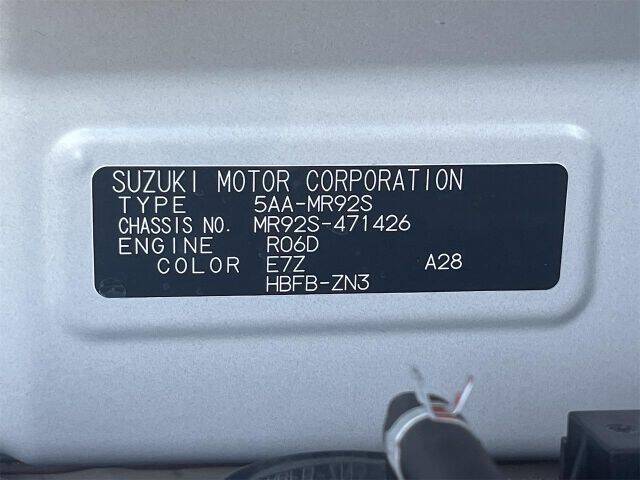 SUZUKI MOTOR CORPORATION
TYPE 5AA-MR92S
CHASSIS NO. MR92S-471426
ENGINE R06D
COLOR E7Z A28
HBFB-ZN3